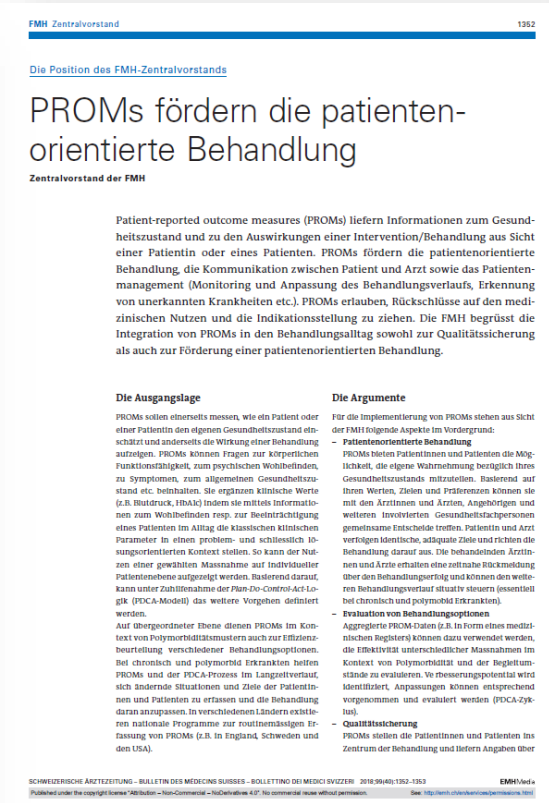 FMH Zentralvorstand
1352
Die Position des FMH-Zentralvorstands
PROMs fördern die patienten-
orientierte Behandlung
Zentralvorstand der FMH
Patient-reported outcome measures (PROMs) liefern Informationen zum Gesund-
heitszustand und zu den Auswirkungen einer Intervention/Behandlung aus Sicht
einer Patientin oder eines Patienten. PROMs fördern die patientenorientierte
Behandlung, die Kommunikation zwischen Patient und Arzt sowie das Patienten-
management (Monitoring und Anpassung des Behandlungsverlaufs, Erkennung
von unerkannten Krankheiten etc.). PROMs erlauben, Rückschlüsse auf den medi-
zinischen Nutzen und die Indikationsstellung zu ziehen. Die FMH begrüsst die
Integration von PROMs in den Behandlungsalltag sowohl zur Qualitätssicherung
als auch zur Förderung einer patientenorientierten Behandlung.
Die Ausgangslage
PROMs sollen einerseits messen, wie ein Patient oder
einer Patientin den eigenen Gesundheitszustand ein-
schätzt und anderseits die Wirkung einer Behandlung
aufzeigen. PROMs können Fragen zur körperlichen
Funktionsfähigkeit, zum psychischen Wohlbefinden,
zu Symptomen, zum allgemeinen Gesundheitszu-
stand etc. beinhalten. Sie ergänzen klinische Werte
(z.B. Blutdruck, HbA1c) indem sie mittels Informatio-
nen zum Wohlbefinden resp. zur Beeinträchtigung
eines Patienten im Alltag die klassischen klinischen
Parameter in einen problem- und schliesslich lö-
sungsorientierten Kontext stellen. So kann der Nut-
zen einer gewählten Massnahme auf individueller
Patientenebene aufgezeigt werden. Basierend darauf,
kann unter Zuhilfenahme der Plan-Do-Control-Act-Lo-
gik (PDCA-Modell) das weitere Vorgehen definiert
werden.
Auf übergeordneter Ebene dienen PROMs im Kon-
text von Polymorbiditätsmustern auch zur Effizienz-
beurteilung verschiedener Behandlungsoptionen.
Bei chronisch und polymorbid Erkrankten helfen
PROMs und der PDCA-Prozess im Langzeitverlauf,
sich ändernde Situationen und Ziele der Patientin-
nen und Patienten zu erfassen und die Behandlung
daran anzupassen. In verschiedenen Ländern existie-
ren nationale Programme zur routinemässigen Er-
fassung von PROMs (z.B. in England, Schweden und
den USA).
Die Argumente
Für die Implementierung von PROMs stehen aus Sicht
der FMH folgende Aspekte im Vordergrund:
– Patientenorientierte Behandlung
PROMs bieten Patientinnen und Patienten die Mög-
lichkeit, die eigene Wahrnehmung bezüglich ihres
Gesundheitszustands mitzuteilen. Basierend auf
ihren Werten, Zielen und Präferenzen können sie
mit den Ärztinnen und Ärzten, Angehörigen und
weiteren involvierten Gesundheitsfachpersonen
gemeinsame Entscheide treffen. Patientin und Arzt
verfolgen identische, adäquate Ziele und richten die
Behandlung darauf aus. Die behandelnden Ärztin-
nen und Ärzte erhalten eine zeitnahe Rückmeldung
über den Behandlungserfolg und können den weite-
ren Behandlungsverlauf situativ steuern (essentiell
bei chronisch und polymobid Erkrankten).
– Evaluation von Behandlungsoptionen
Aggregierte PROM-Daten (z.B. in Form eines medizi-
nischen Registers) können dazu verwendet werden,
die Effektivität unterschiedlicher Massnahmen im
Kontext von Polymorbidität und der Begleitum-
stände zu evaluieren. Ve rbesserungspotential wird
identifiziert, Anpassungen können entsprechend
vorgenommen und evaluiert werden (PDCA-Zyk-
lus).
– Qualitätssicherung
PROMs stellen die Patientinnen und Patienten ins
Zentrum der Behandlung und liefern Angaben über
SCHWEIZERISCHE ÄRZTEZEITUNG – BULLETIN DES MÉDECINS SUISSES – BOLLETTINO DEI MEDICI SVIZZERI 2018;99(40):1352–1353
EMHMedia
Published under the copyright license "Attribution – Non-Commercial – NoDerivatives 4.0". No commercial reuse without permission.
See: http://emh.ch/en/services/permissions.html